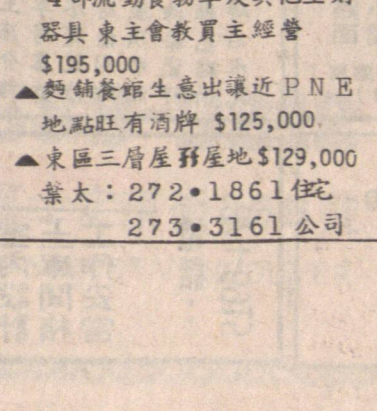 器具 東主會教買主經營
$195,000
▲麵舖餐館生意出讓近PNE
地點旺有酒牌 $125,000.
▲東區三層屋孖屋地$129,000
葉太：272•1861住宅
273•3161公司